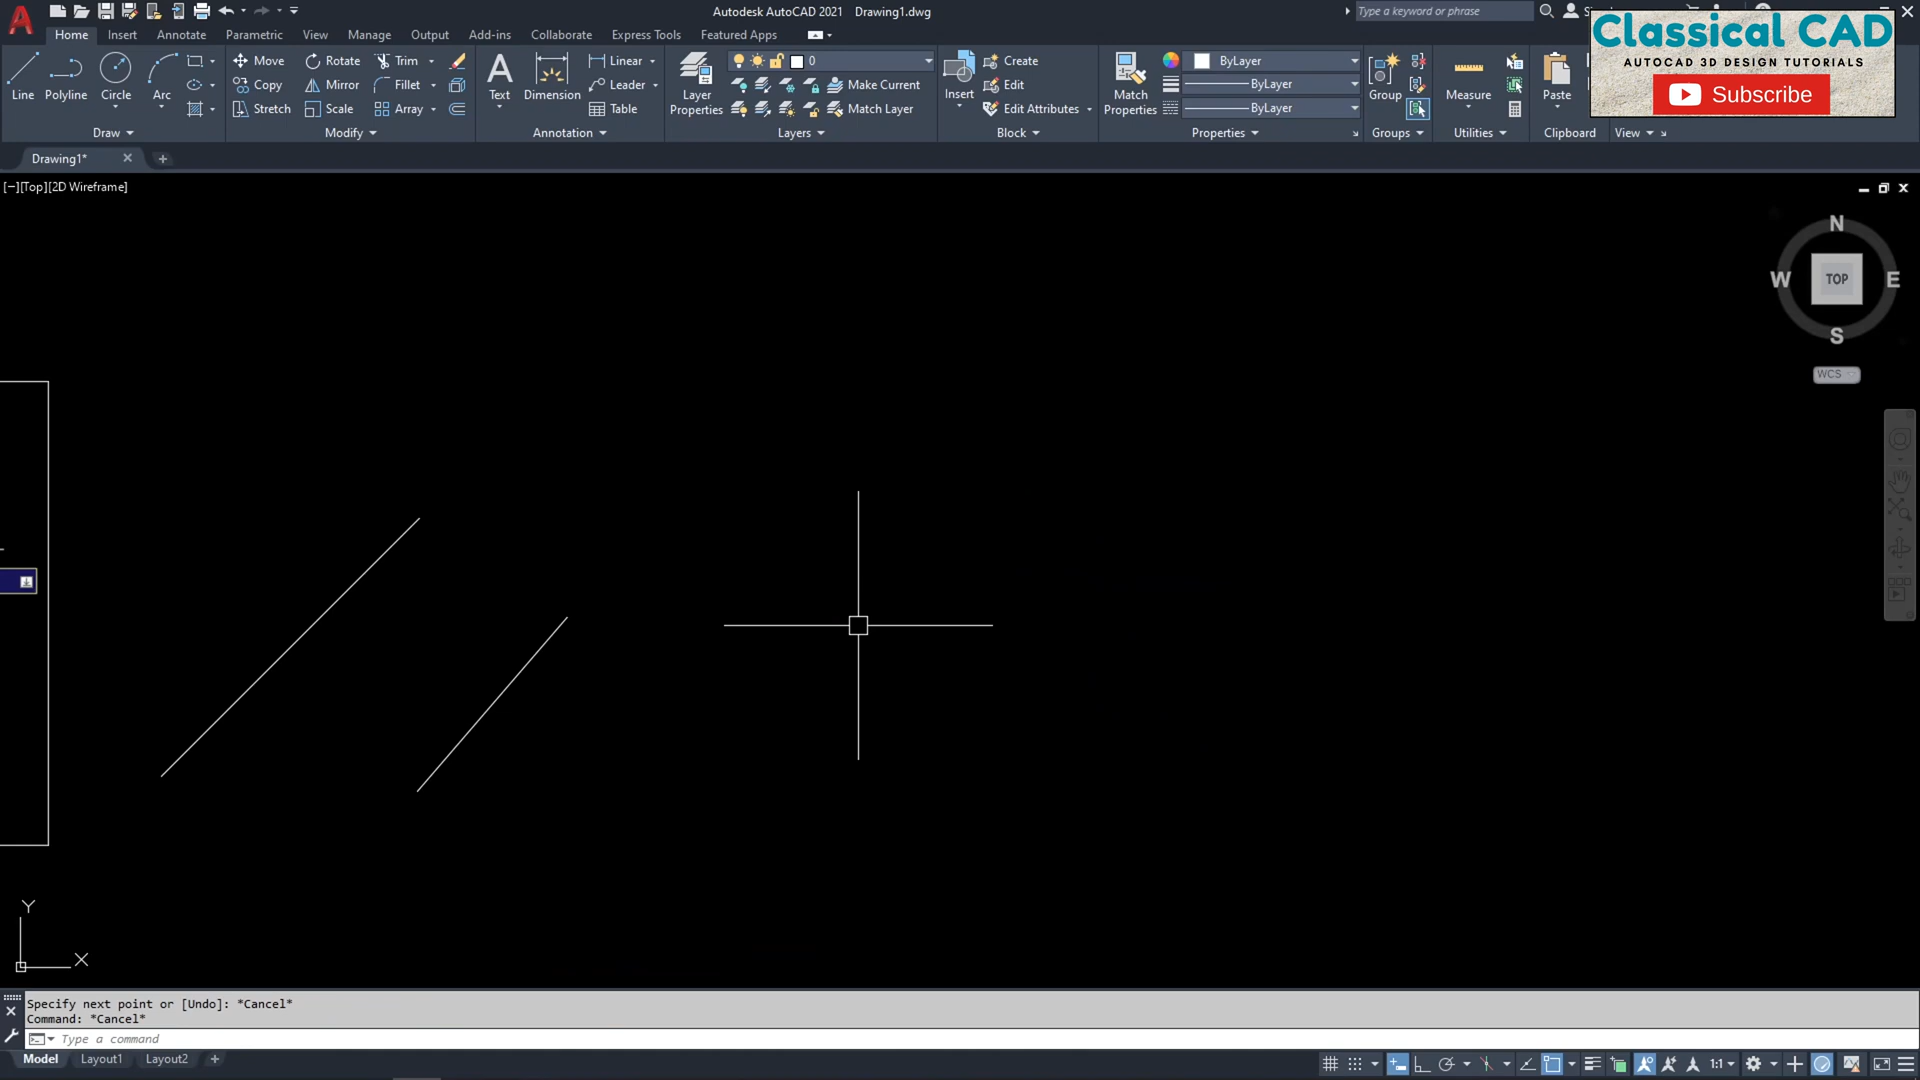 Autodesk AutoCAD 2021 Drawing1.dwg
Type a keyword or phrase
Classical CAD
AUTOCAD 3D DESIGN TUTORIALS
Subscribe
Home Insert Annotate Parametric View Manage Output Add-ins Collaborate Express Tools Featured Apps
Line Polyline Circle Arc
Draw
Move Rotate Trim
Copy Mirror Fillet
Stretch Scale Array
Modify
Text Dimension
Linear
Leader
Table
Annotation
Layer Properties
0
Make Current
Match Layer
Layers
Insert
Create
Edit
Edit Attributes
Block
Match Properties
ByLayer
ByLayer
ByLayer
Properties
Group
Groups
Measure
Utilities
Paste
Clipboard
View
Drawing1*
[−][Top][2D Wireframe]
N
W TOP E
S
WCS
Y
X
Specify next point or [Undo]: *Cancel*
Command: *Cancel*
Type a command
Model Layout1 Layout2
1:1